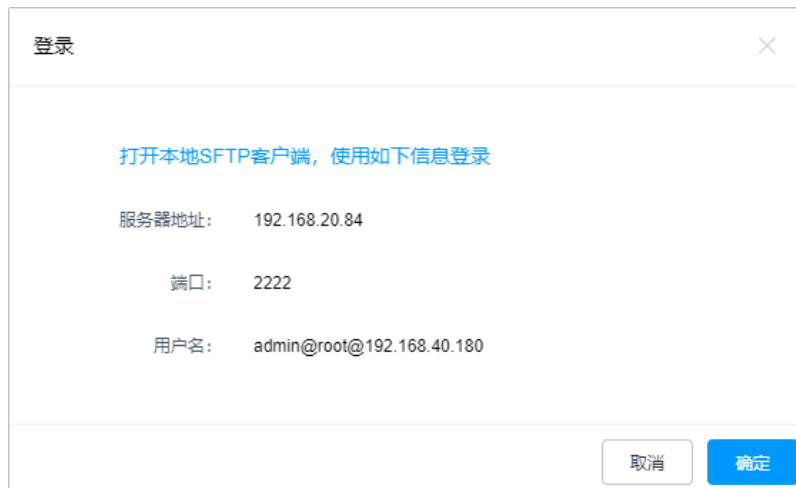 登录
打开本地SFTP客户端，使用如下信息登录
服务器地址： 192.168.20.84
端口： 2222
用户名： admin@root@192.168.40.180
取消 确定